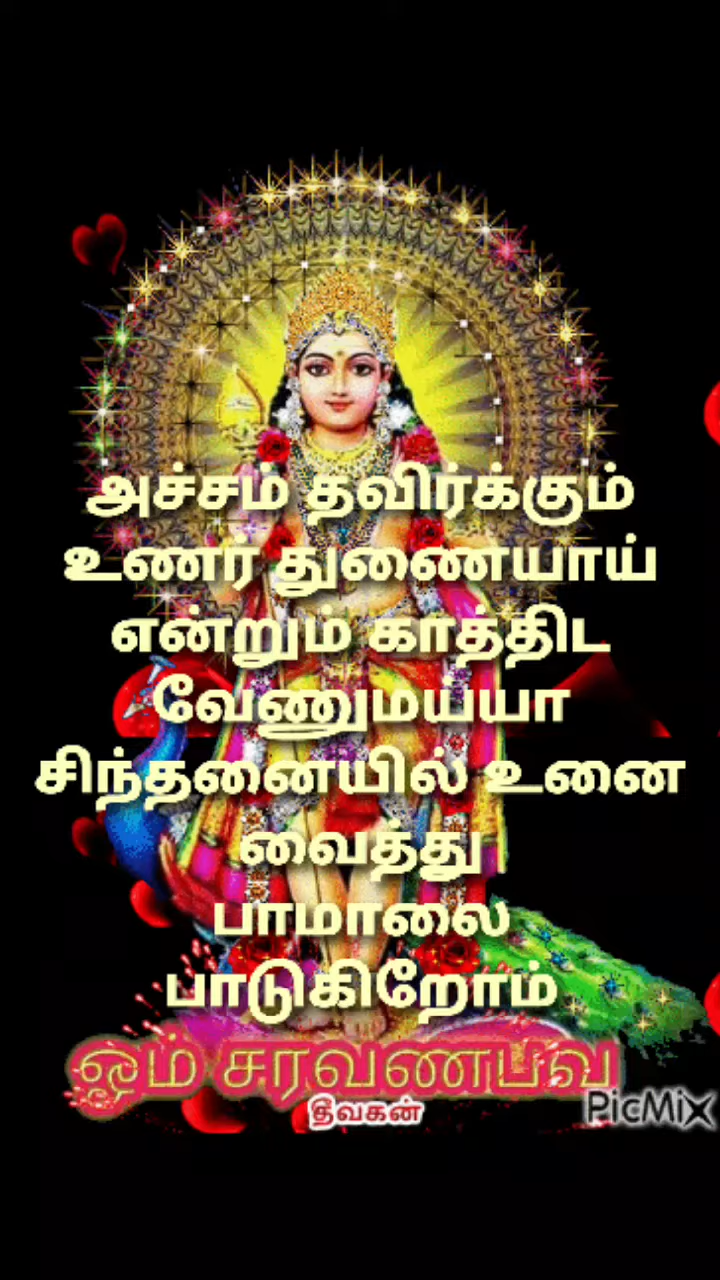 அச்சம் தவிர்க்கும்
உணர் துணையாய்
என்றும் காத்திட
வேணுமய்யா
சிந்தனையில் உனை
வைத்து
பாமாலை
பாடுகிறோம்
ஓம் சரவணபவ
தீவகன்
PicMix